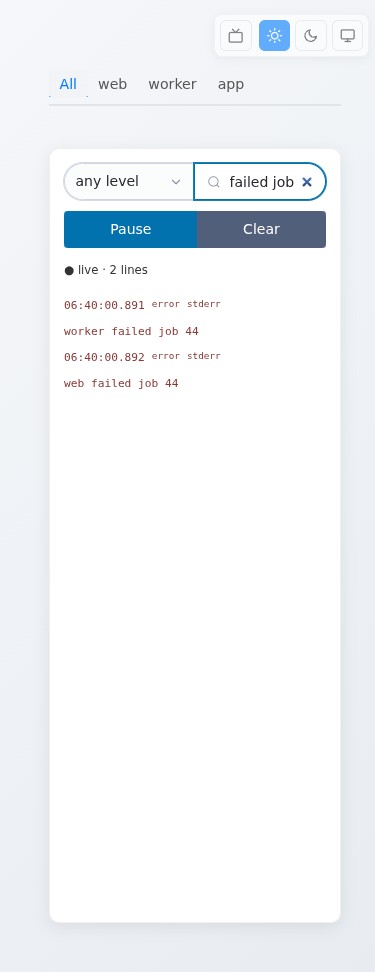 All web worker app
any level failed job
Pause Clear
● live · 2 lines
06:40:00.891 error stderr
worker failed job 44
06:40:00.892 error stderr
web failed job 44